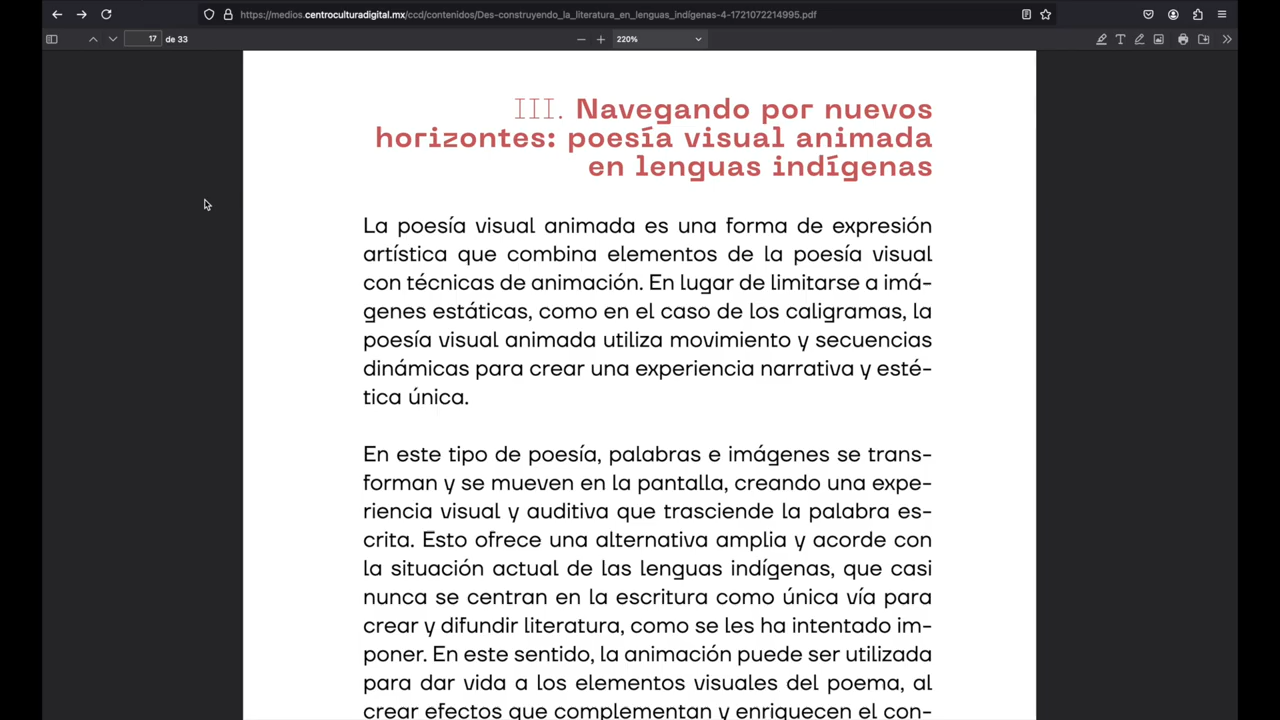 https://medios.centroculturadigital.mx/ccd/contenidos/Des-construyendo_la_literatura_en_lenguas_indígenas-4-1721072214995.pdf
17 de 33
220%
III. Navegando por nuevos
horizontes: poesía visual animada
en lenguas indígenas
La poesía visual animada es una forma de expresión
artística que combina elementos de la poesía visual
con técnicas de animación. En lugar de limitarse a imá-
genes estáticas, como en el caso de los caligramas, la
poesía visual animada utiliza movimiento y secuencias
dinámicas para crear una experiencia narrativa y esté-
tica única.
En este tipo de poesía, palabras e imágenes se trans-
forman y se mueven en la pantalla, creando una expe-
riencia visual y auditiva que trasciende la palabra es-
crita. Esto ofrece una alternativa amplia y acorde con
la situación actual de las lenguas indígenas, que casi
nunca se centran en la escritura como única vía para
crear y difundir literatura, como se les ha intentado im-
poner. En este sentido, la animación puede ser utilizada
para dar vida a los elementos visuales del poema, al
crear efectos que complementan y enriquecen el con-